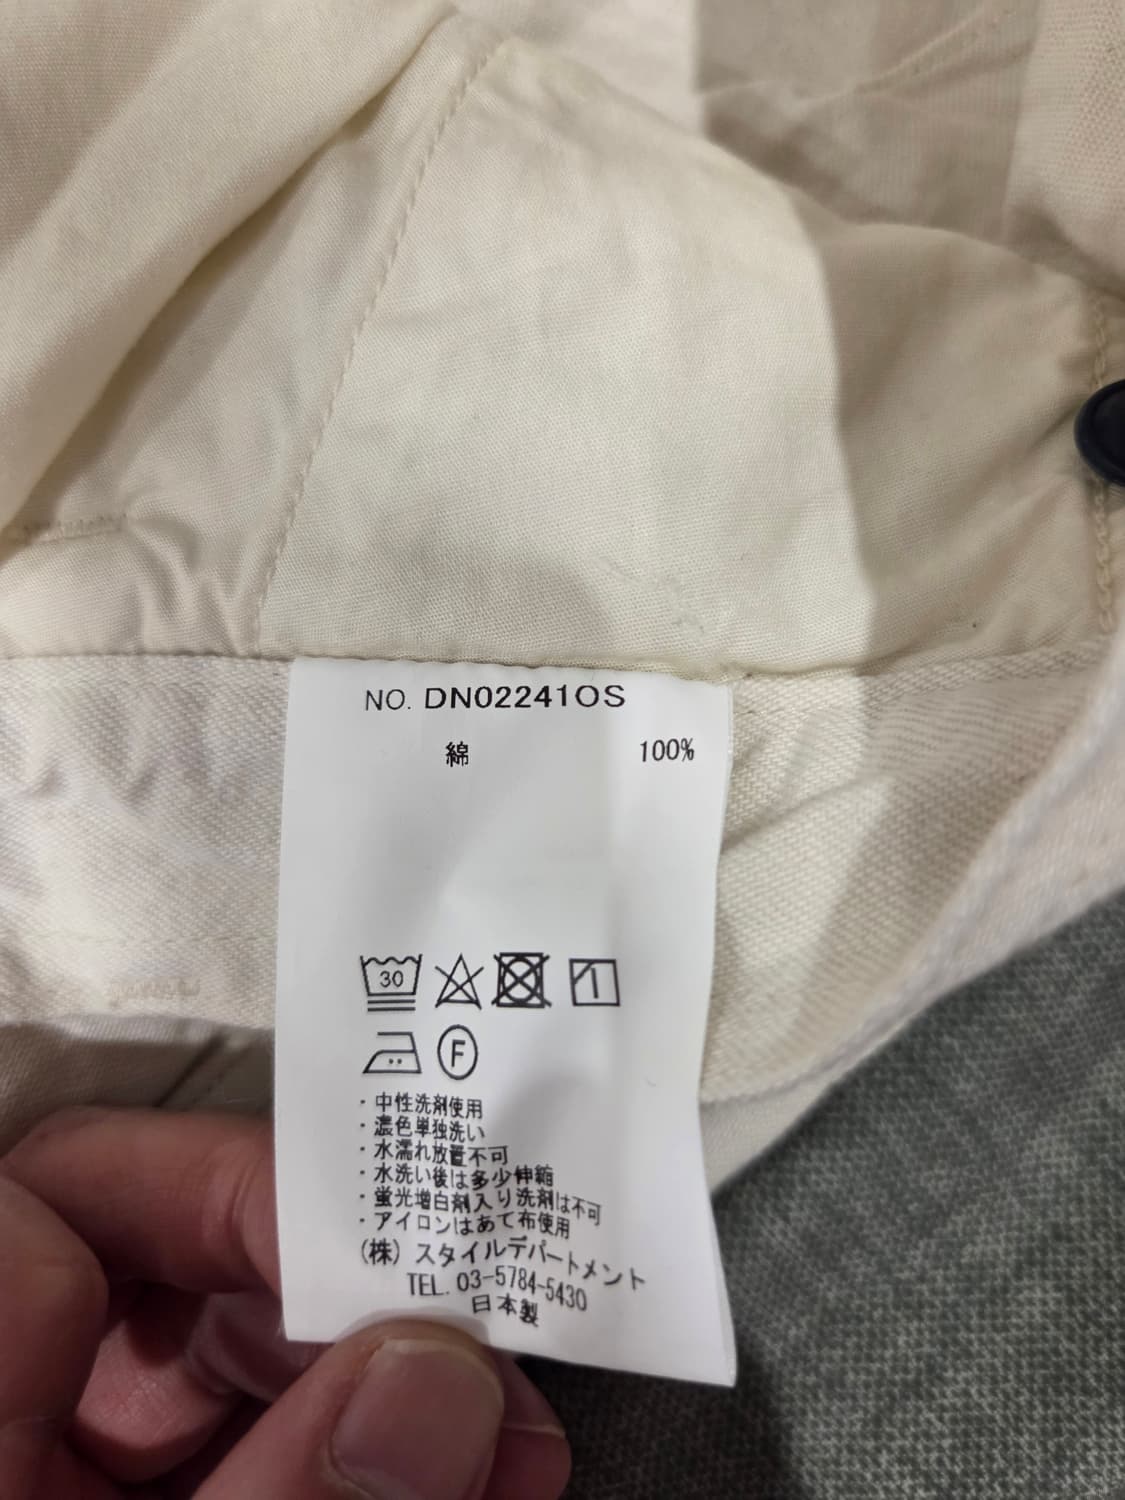 NO. DN02241OS
綿 100%
30
F
・中性洗剤使用
・濃色単独洗い
・水濡れ放置不可
・水洗い後は多少伸縮
・蛍光増白剤入り洗剤は不可
・アイロンはあて布使用
(株) スタイルデパートメント
TEL. 03-5784-5430
日本製